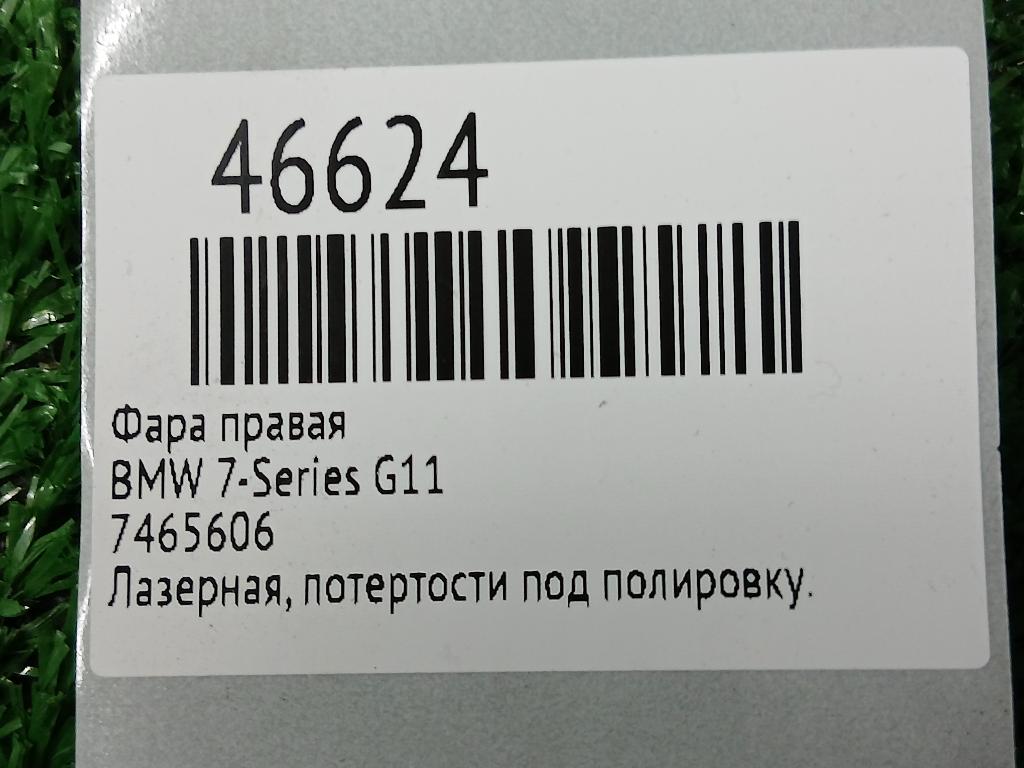 46624
Фара правая
BMW 7-Series G11
7465606
Лазерная, потертости под полировку.